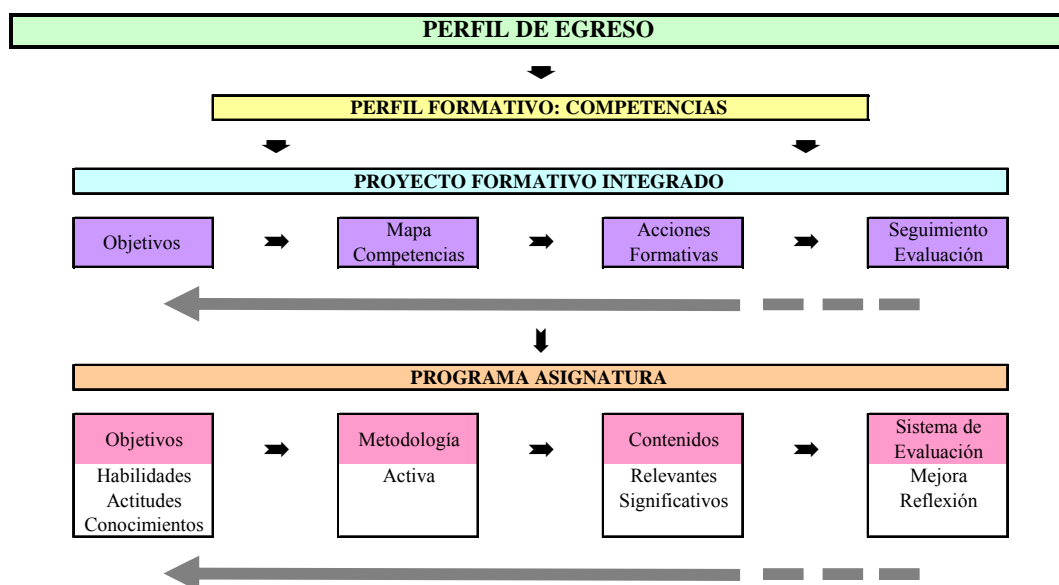 PERFIL DE EGRESO
PERFIL FORMATIVO: COMPETENCIAS
PROYECTO FORMATIVO INTEGRADO
Objetivos
Mapa
Competencias
Acciones
Formativas
Seguimiento
Evaluación
PROGRAMA ASIGNATURA
Objetivos
Habilidades
Actitudes
Conocimientos
Metodología
Activa
Contenidos
Relevantes
Significativos
Sistema de
Evaluación
Mejora
Reflexión